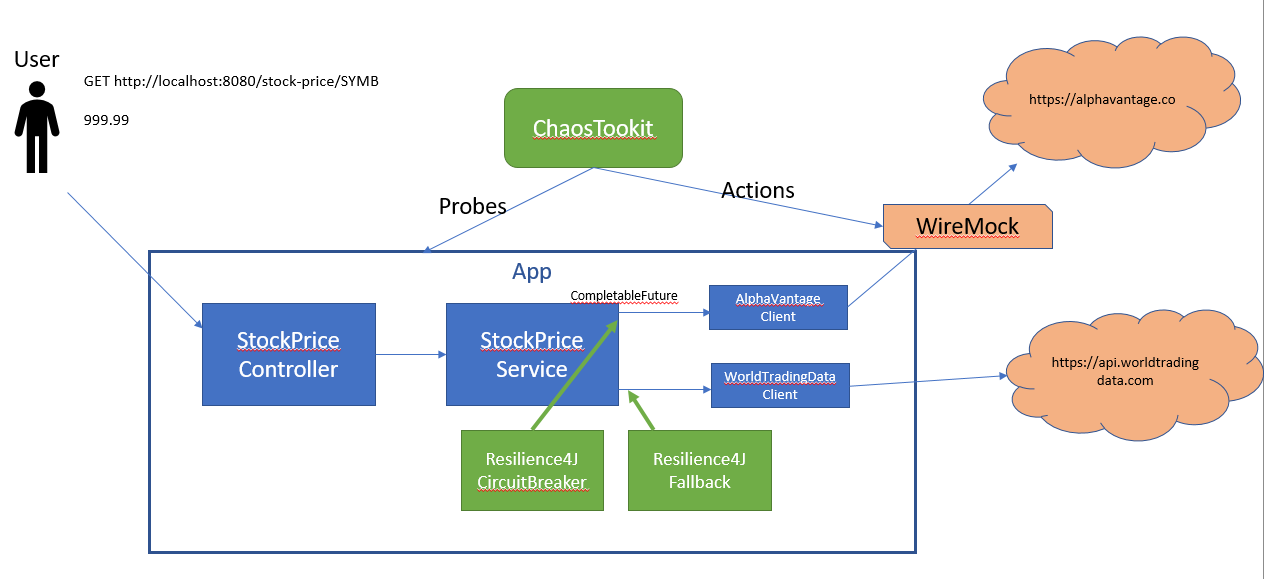 User
GET http://localhost:8080/stock-price/SYMB
999.99
ChaosTookit
https://alphavantage.co
Probes
Actions
WireMock
App
CompletableFuture
AlphaVantage
Client
StockPrice
Controller
StockPrice
Service
WorldTradingData
Client
https://api.worldtrading
data.com
Resilience4J
CircuitBreaker
Resilience4J
Fallback